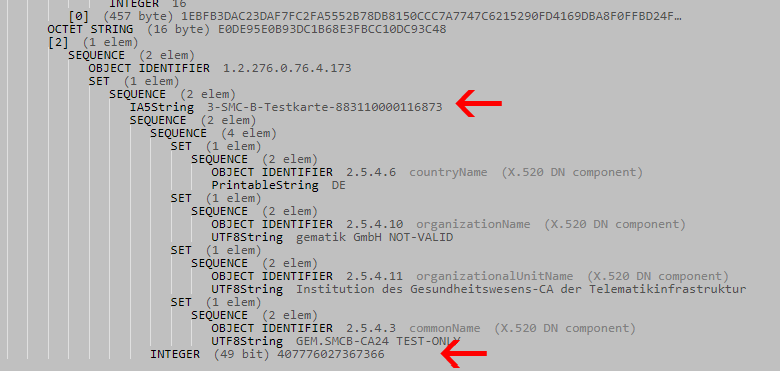 INTEGER 16
[0] (457 byte) 1EBFB3DAC23DAF7FC2FA5552B78DB8150CCC7A7747C6215290FD4169DBA8F0FFBD24F…
OCTET STRING (16 byte) E0DE95E0B93DC1B68E3FBCC10DC93C48
[2] (1 elem)
SEQUENCE (2 elem)
OBJECT IDENTIFIER 1.2.276.0.76.4.173
SET (1 elem)
SEQUENCE (2 elem)
IA5String 3-SMC-B-Testkarte-883110000116873
SEQUENCE (2 elem)
SEQUENCE (4 elem)
SET (1 elem)
SEQUENCE (2 elem)
OBJECT IDENTIFIER 2.5.4.6 countryName (X.520 DN component)
PrintableString DE
SET (1 elem)
SEQUENCE (2 elem)
OBJECT IDENTIFIER 2.5.4.10 organizationName (X.520 DN component)
UTF8String gematik GmbH NOT-VALID
SET (1 elem)
SEQUENCE (2 elem)
OBJECT IDENTIFIER 2.5.4.11 organizationalUnitName (X.520 DN component)
UTF8String Institution des Gesundheitswesens-CA der Telematikinfrastruktur
SET (1 elem)
SEQUENCE (2 elem)
OBJECT IDENTIFIER 2.5.4.3 commonName (X.520 DN component)
UTF8String GEM.SMCB-CA24 TEST-ONLY
INTEGER (49 bit) 407776027367366